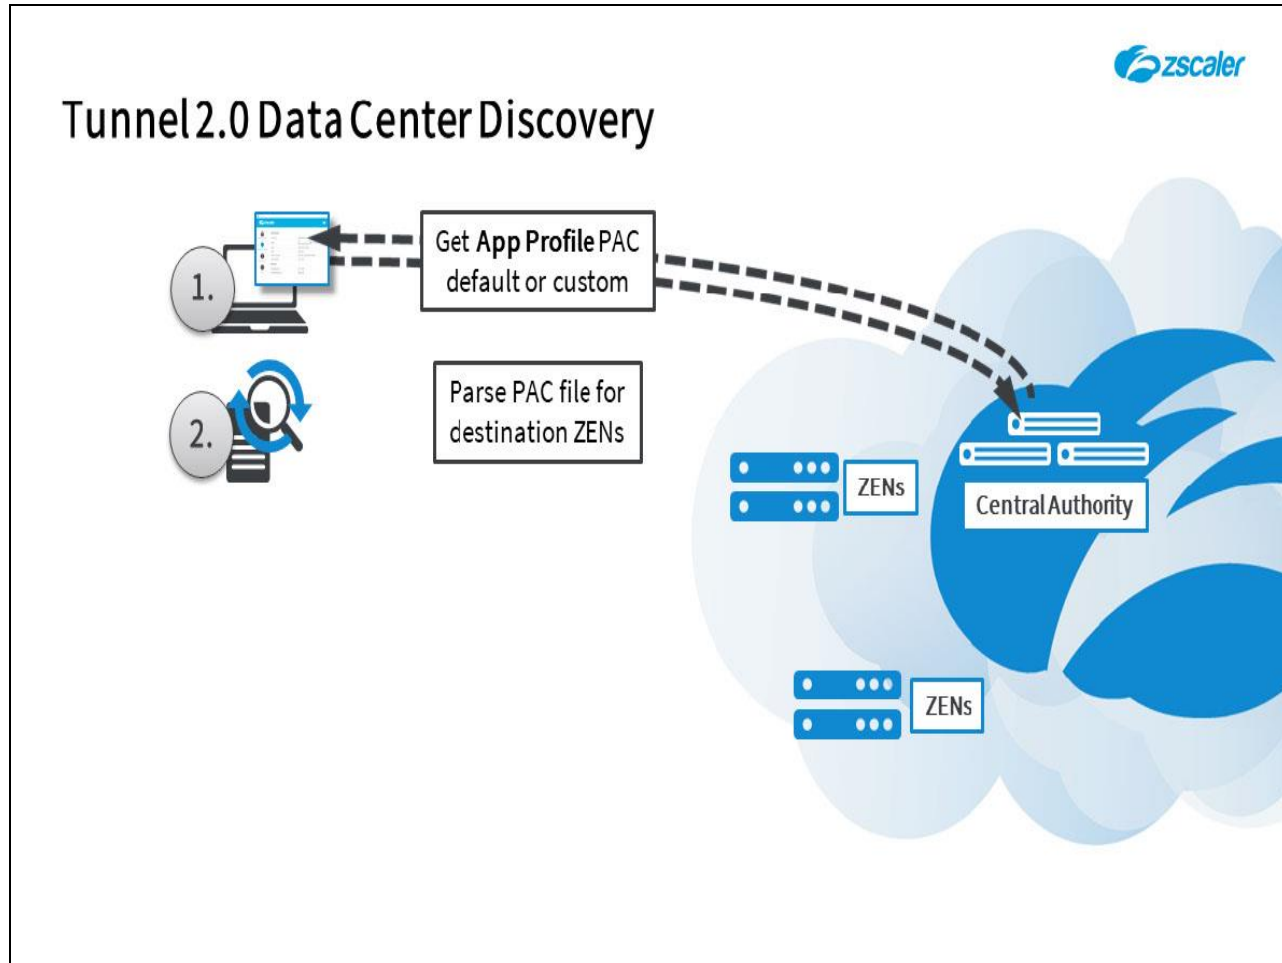 zscaler
Tunnel 2.0 Data Center Discovery
1.
Get App Profile PAC
default or custom
2.
Parse PAC file for
destination ZENs
ZENs
Central Authority
ZENs